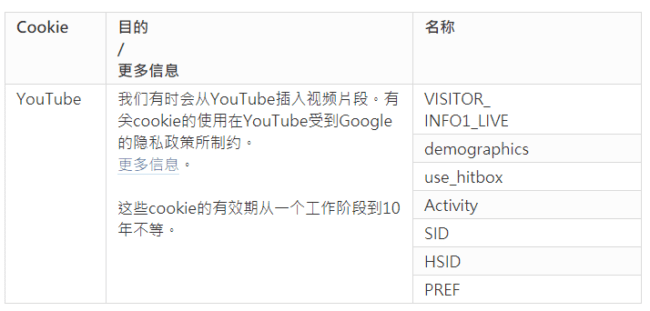 Cookie
目的
/
更多信息
名称
YouTube
我们有时会从YouTube插入视频片段。有
关cookie的使用在YouTube受到Google
的隐私政策所制约。
更多信息。
这些cookie的有效期从一个工作阶段到10
年不等。
VISITOR_
INFO1_LIVE
demographics
use_hitbox
Activity
SID
HSID
PREF